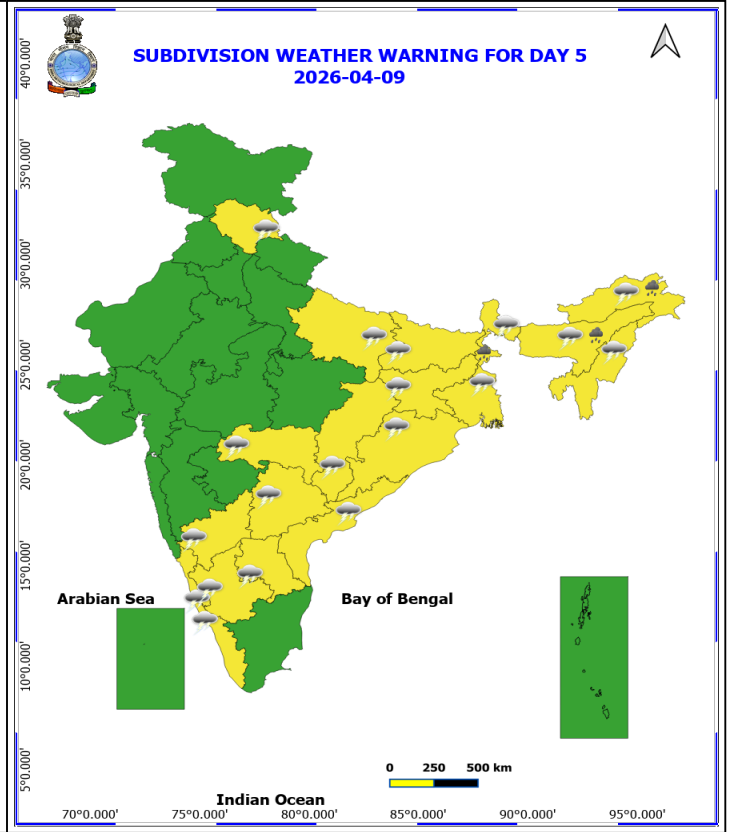 SUBDIVISION WEATHER WARNING FOR DAY 5
2026-04-09
40°0.000'
35°0.000'
30°0.000'
25°0.000'
20°0.000'
15°0.000'
10°0.000'
5°0.000'
Arabian Sea
Bay of Bengal
0 250 500 km
Indian Ocean
70°0.000' 75°0.000' 80°0.000' 85°0.000' 90°0.000' 95°0.000'